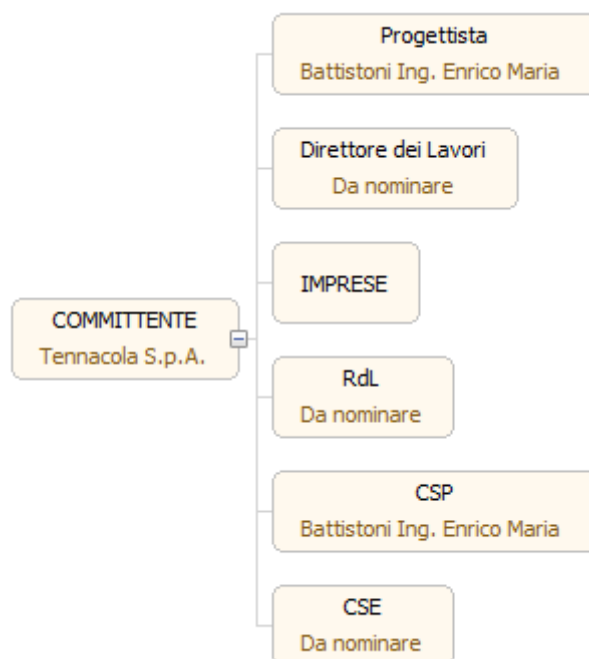 Progettista
Battistoni Ing. Enrico Maria
Direttore dei Lavori
Da nominare
IMPRESE
COMMITTENTE
Tennacola S.p.A.
RdL
Da nominare
CSP
Battistoni Ing. Enrico Maria
CSE
Da nominare